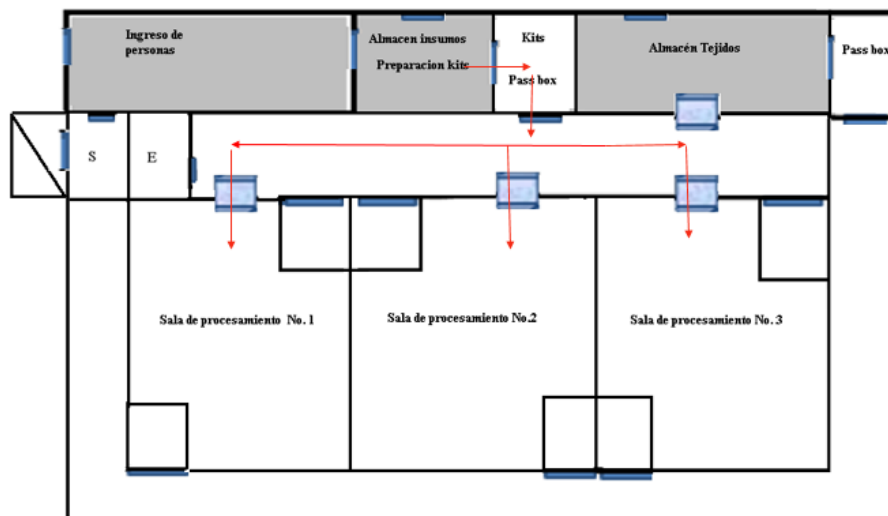 Ingreso de
personas
Almacen insumos
Preparacion kits
Kits
Pass box
Almacén Tejidos
Pass box
S
E
Sala de procesamiento No. 1
Sala de procesamiento No.2
Sala de procesamiento No. 3